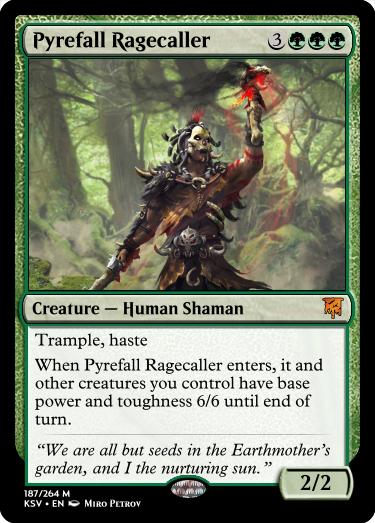 Pyrefall Ragecaller 3
Creature — Human Shaman
Trample, haste
When Pyrefall Ragecaller enters, it and
other creatures you control have base
power and toughness 6/6 until end of
turn.
“We are all but seeds in the Earthmother’s
garden, and I the nurturing sun.”
2/2
187/264 M
KSV • EN Miro Petrov